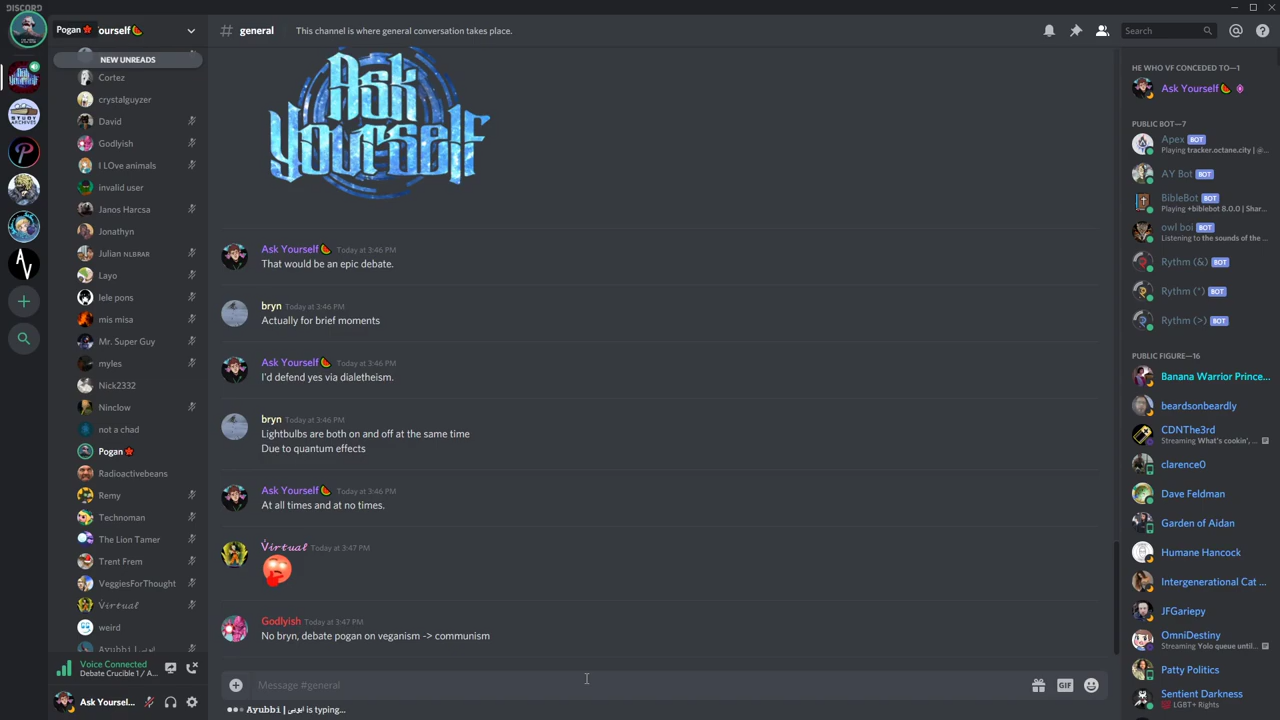 DISCORD
Pogan
ourself
NEW UNREADS
Cortez
crystalguyzer
David
Godlyish
I LOve animals
invalid user
Janos Harcsa
Jonathyn
Julian NLBRAR
Layo
lele pons
mis misa
Mr. Super Guy
myles
Nick2332
Ninclow
not a chad
Pogan
Radioactivebeans
Remy
Technoman
The Lion Tamer
Trent Frem
VeggiesForThought
Virtual
weird
Ayubbi |
Voice Connected
Debate Crucible 1 / A...
Ask Yoursel...
STUDY
ARCHIVES
AV
# general
This channel is where general conversation takes place.
Search
Ask
Yourself
Ask Yourself Today at 3:46 PM
That would be an epic debate.
bryn Today at 3:46 PM
Actually for brief moments
Ask Yourself Today at 3:46 PM
I'd defend yes via dialetheism.
bryn Today at 3:46 PM
Lightbulbs are both on and off at the same time
Due to quantum effects
Ask Yourself Today at 3:46 PM
At all times and at no times.
Virtual Today at 3:47 PM
Godlyish Today at 3:47 PM
No bryn, debate pogan on veganism -> communism
Message #general
GIF
Ayubbi | ایوبی is typing...
HE WHO VF CONCEDED TO—1
Ask Yourself
PUBLIC BOT—7
Apex BOT
Playing tracker.octane.city | @...
AY Bot BOT
BibleBot BOT
Playing +biblebot 8.0.0 | Shar...
owl boi BOT
Listening to the sounds of the ...
Rythm (&) BOT
Rythm (*) BOT
Rythm (>) BOT
PUBLIC FIGURE—16
Banana Warrior Prince...
beardsonbeardly
CDNThe3rd
Streaming What's cookin', ...
clarence0
Dave Feldman
Garden of Aidan
Humane Hancock
Intergenerational Cat ...
JFGariepy
OmniDestiny
Streaming Yolo queue until...
Patty Politics
Sentient Darkness
LGBT+ Rights